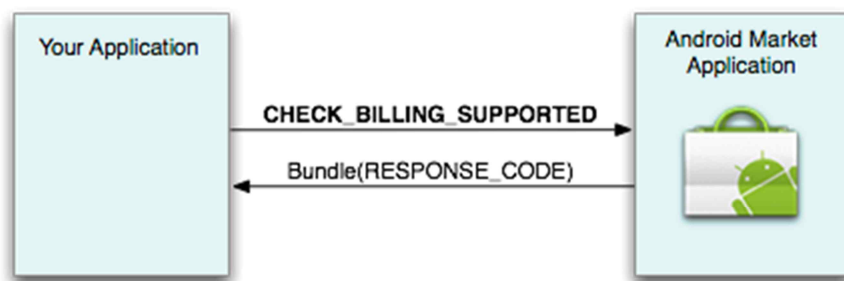 Your Application
CHECK_BILLING_SUPPORTED
Bundle(RESPONSE_CODE)
Android Market
Application